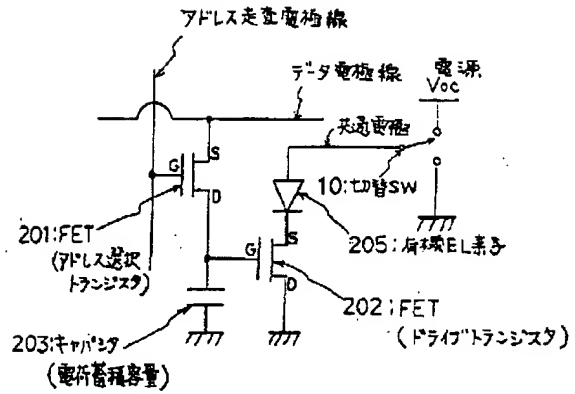 アドレス走査電極線
データ電極線
電源
Voc
共通電極
10:切替SW
G
S
D
201:FET
(アドレス選択
トランジスタ)
205:有機EL素子
G
S
D
202:FET
(ドライブトランジスタ)
203:キャパシタ
(電荷蓄積容量)